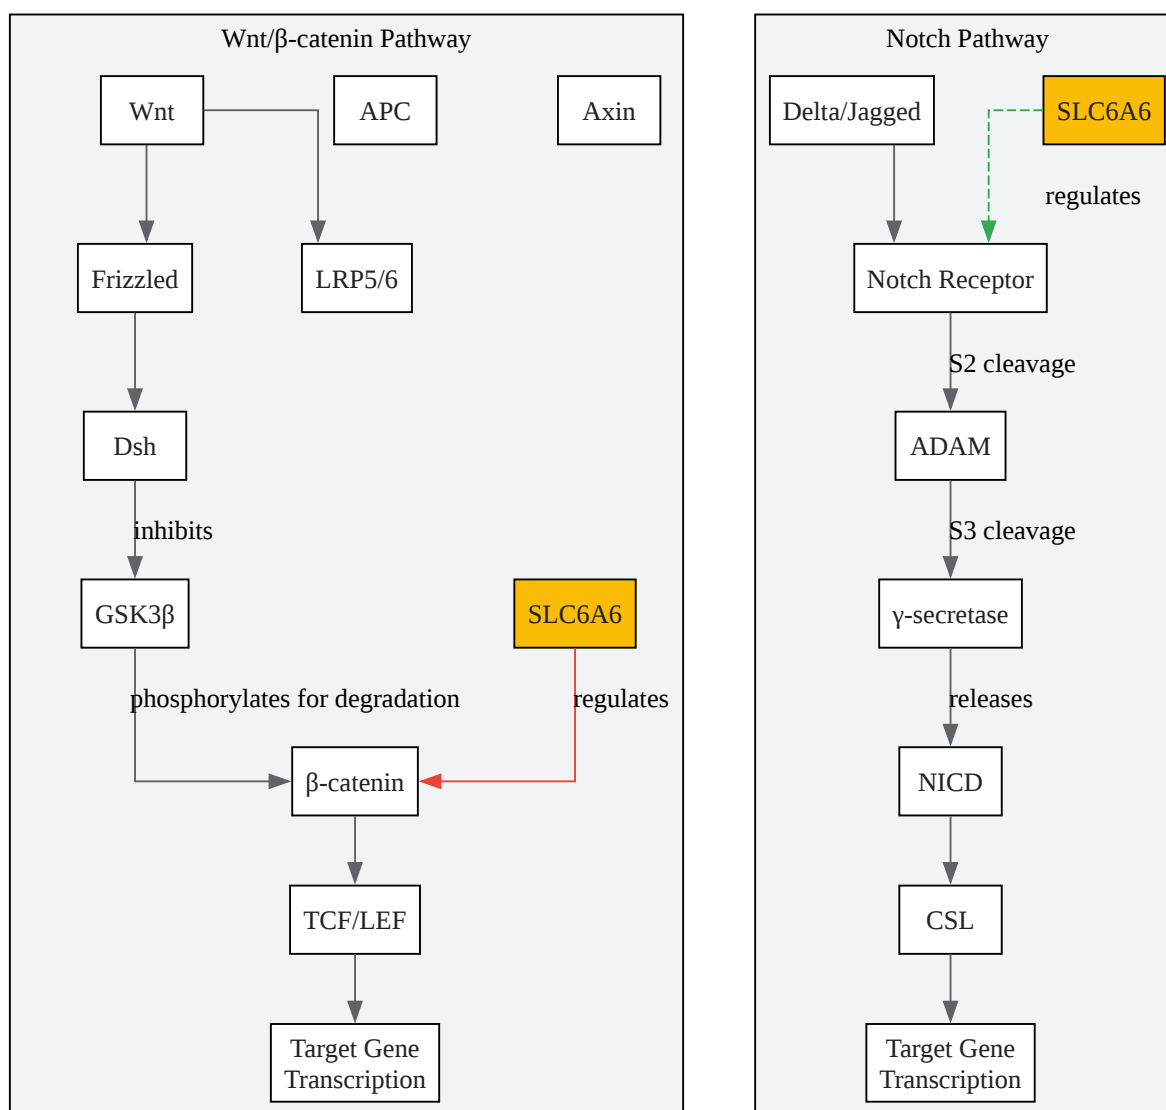 Wnt/β-catenin Pathway
Wnt
APC
Axin
Frizzled
LRP5/6
Dsh
inhibits
GSK3β
SLC6A6
phosphorylates for degradation
regulates
β-catenin
TCF/LEF
Target Gene
Transcription
Notch Pathway
Delta/Jagged
SLC6A6
regulates
Notch Receptor
S2 cleavage
ADAM
S3 cleavage
γ-secretase
releases
NICD
CSL
Target Gene
Transcription